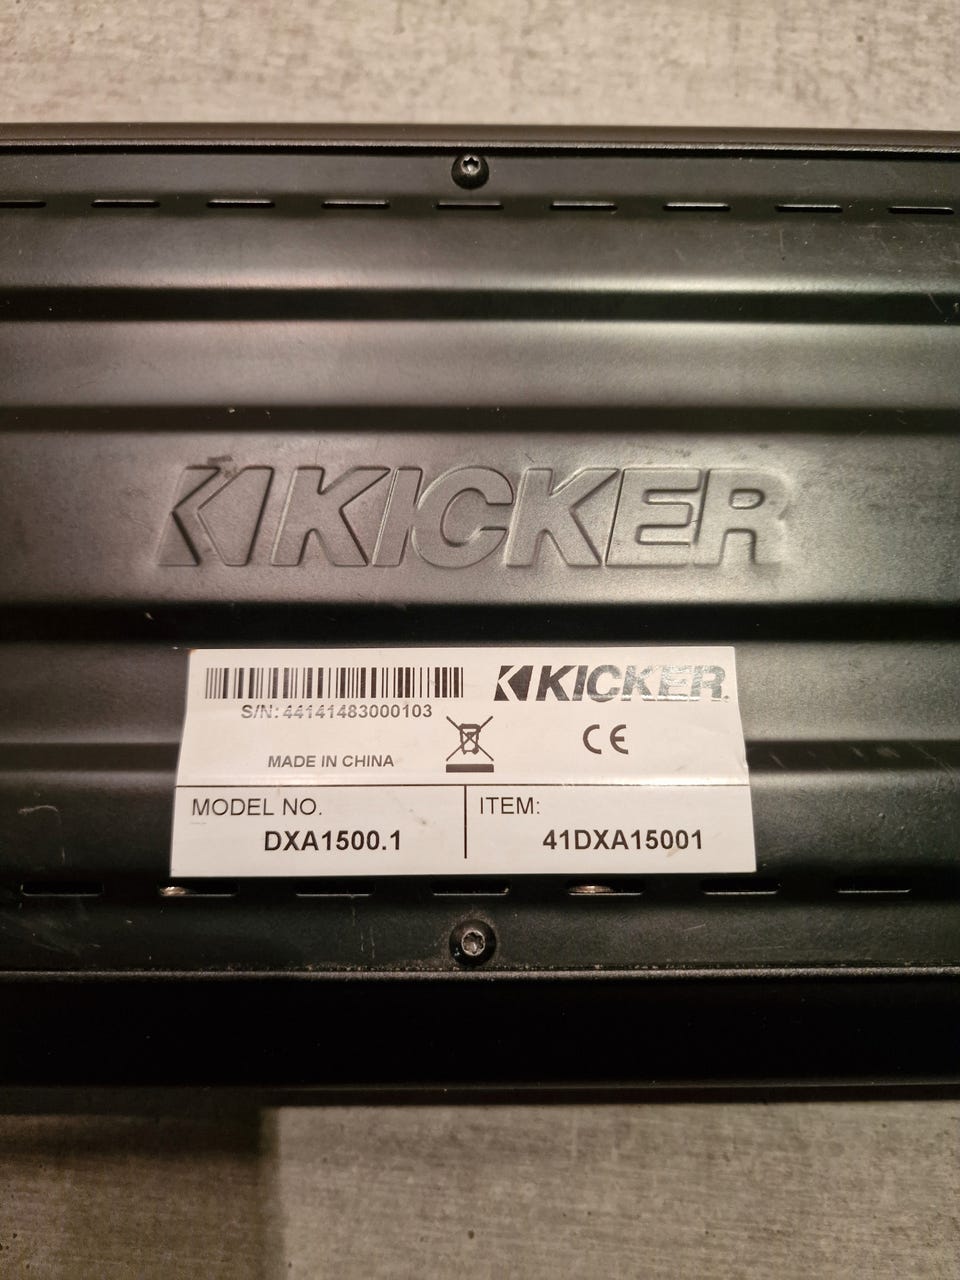 KICKER
KICKER
S/N: 44141483000103
CE
MADE IN CHINA
MODEL NO.
DXA1500.1
ITEM:
41DXA15001